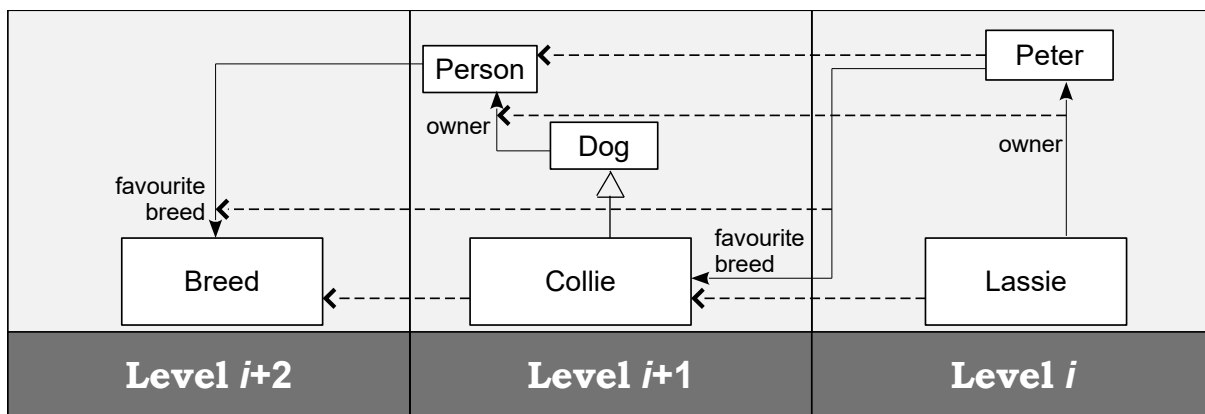 Person
Peter
owner
Dog
owner
favourite
breed
favourite
breed
Breed
Collie
Lassie
Level i+2
Level i+1
Level i